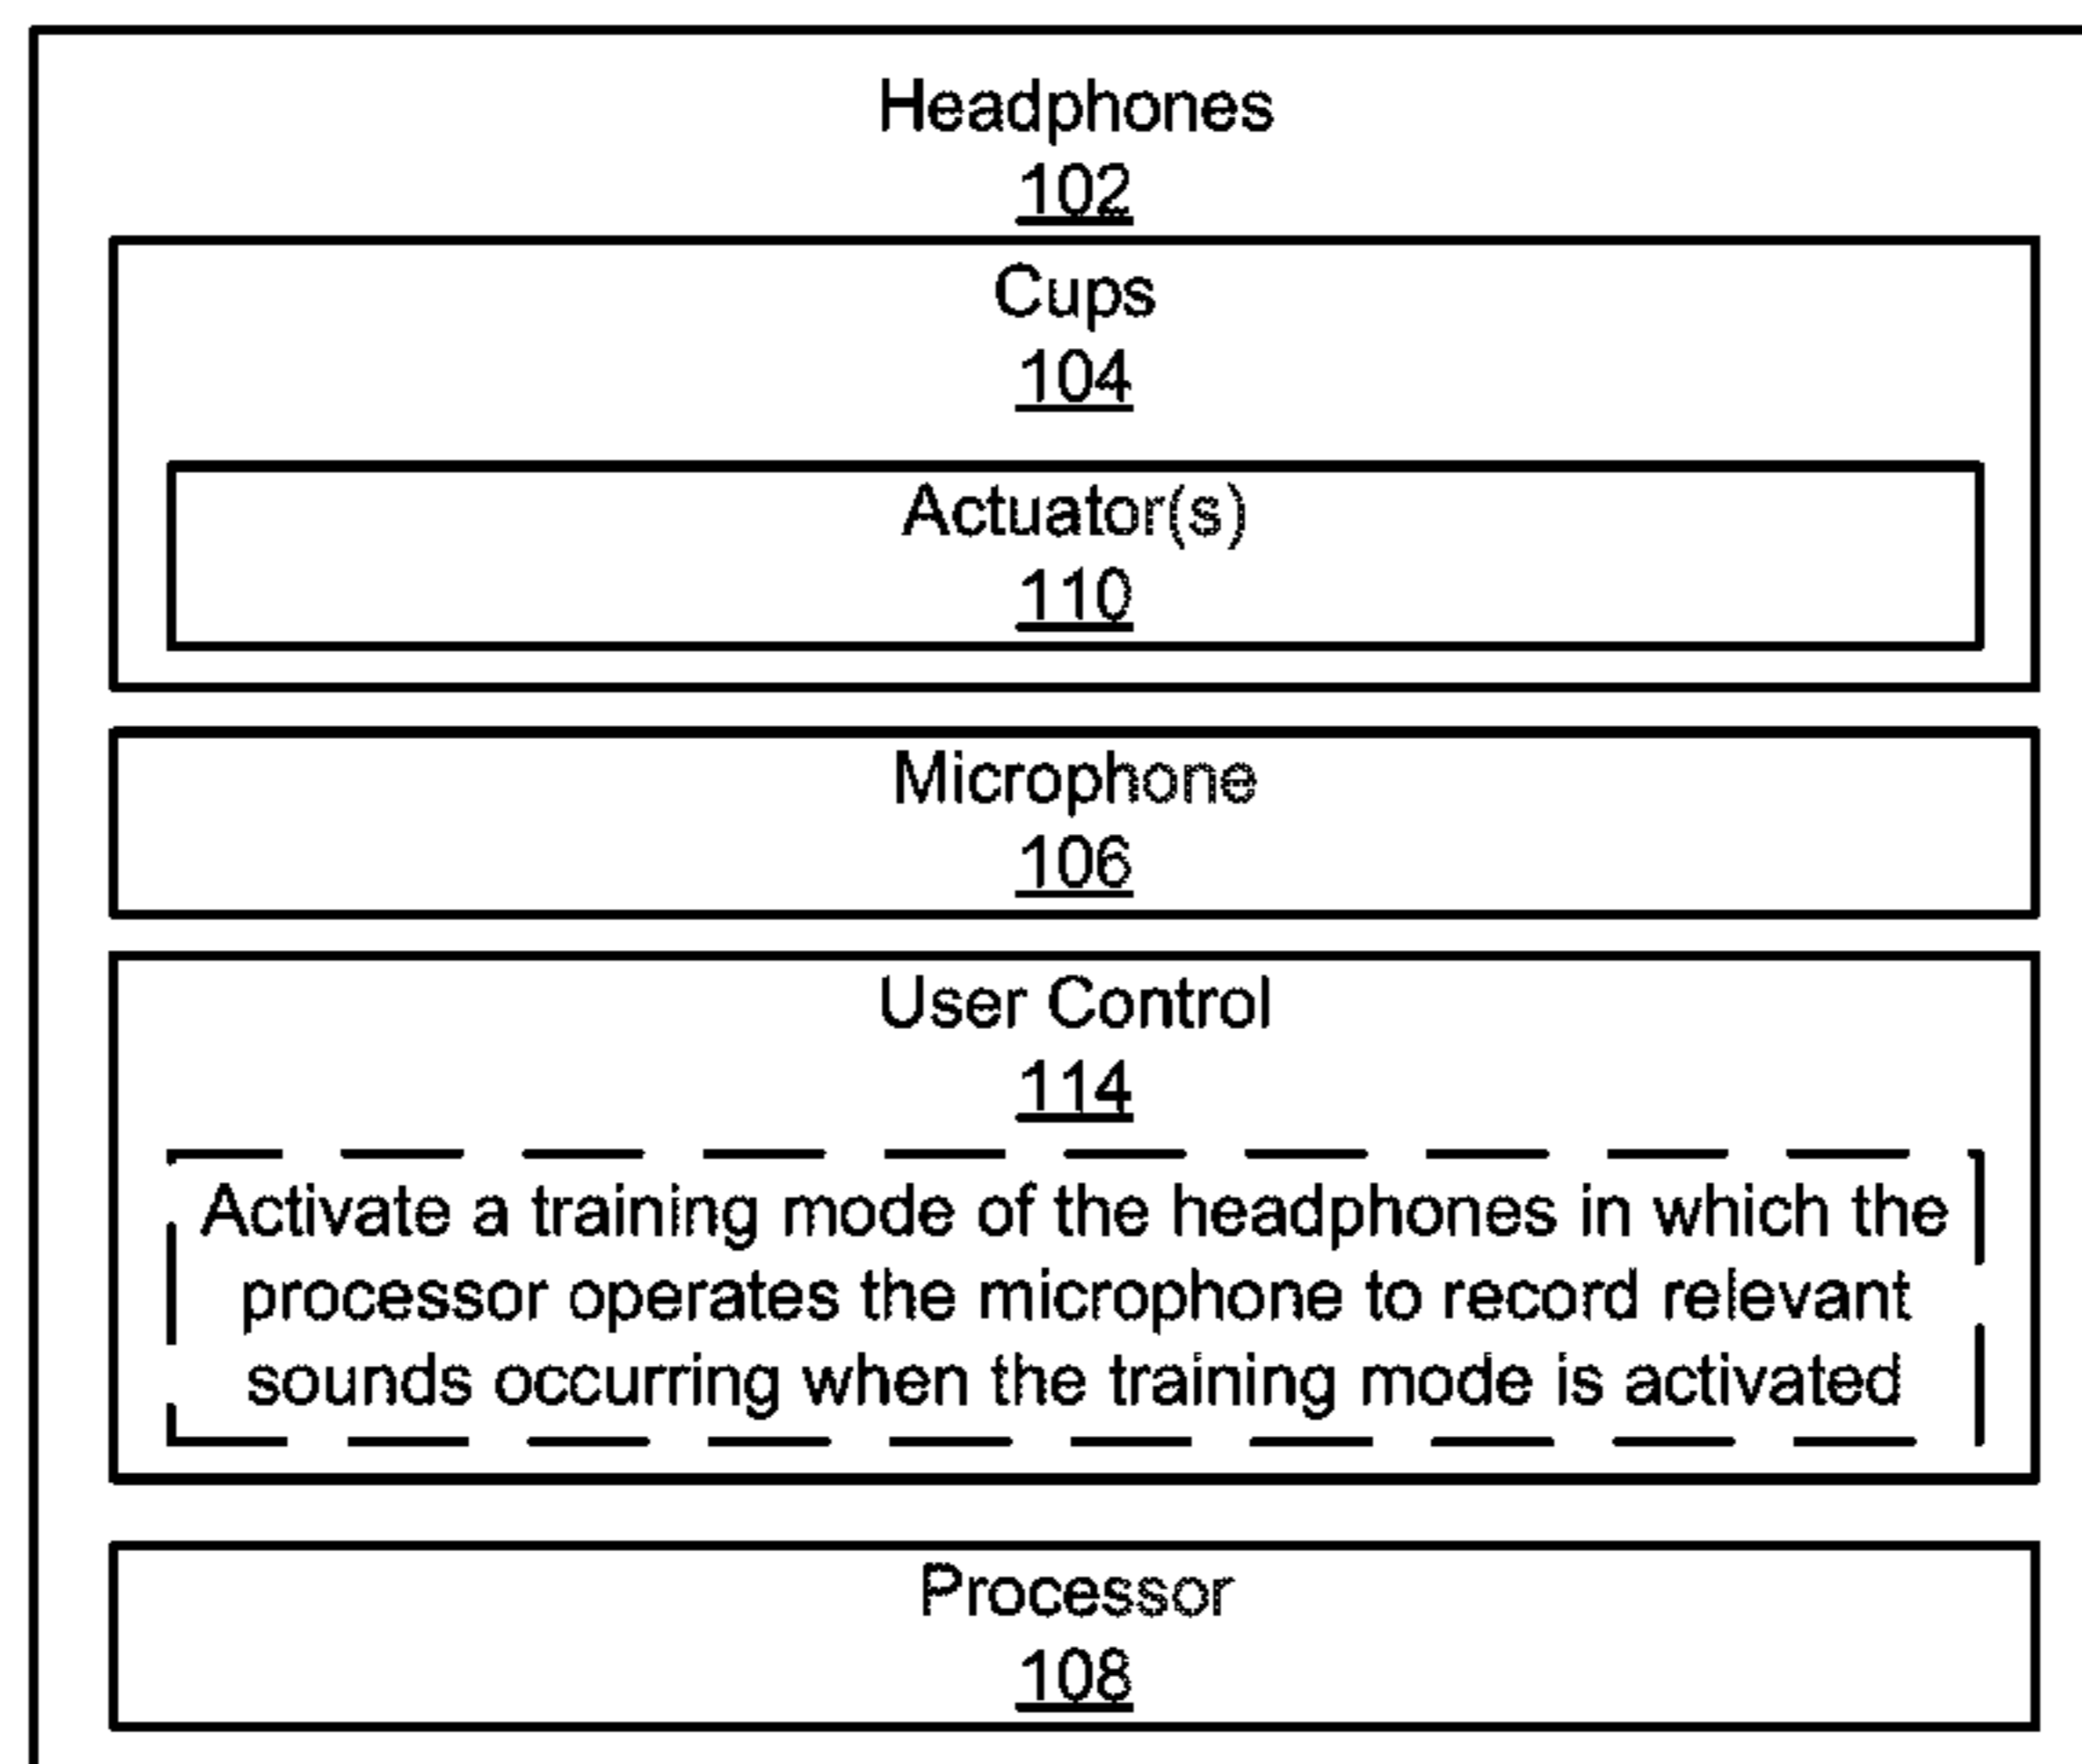 Headphones
102
Cups
104
Actuator(s)
110
Microphone
106
User Control
114
Activate a training mode of the headphones in which the
processor operates the microphone to record relevant
sounds occurring when the training mode is activated
Processor
108